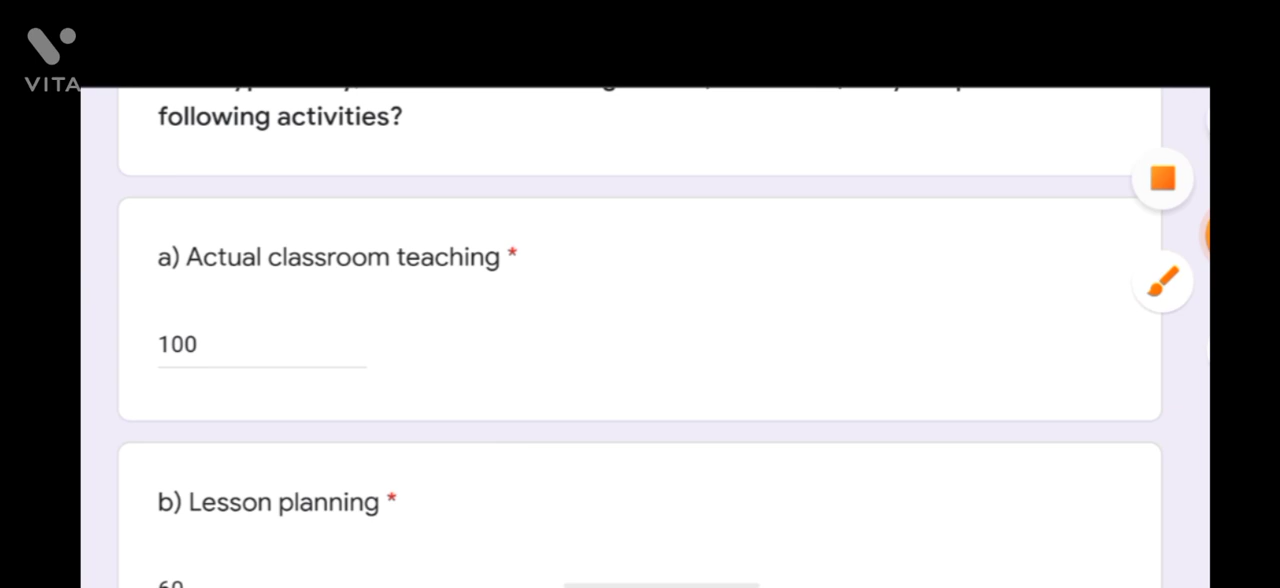 VITA
following activities?
a) Actual classroom teaching *
100
b) Lesson planning *